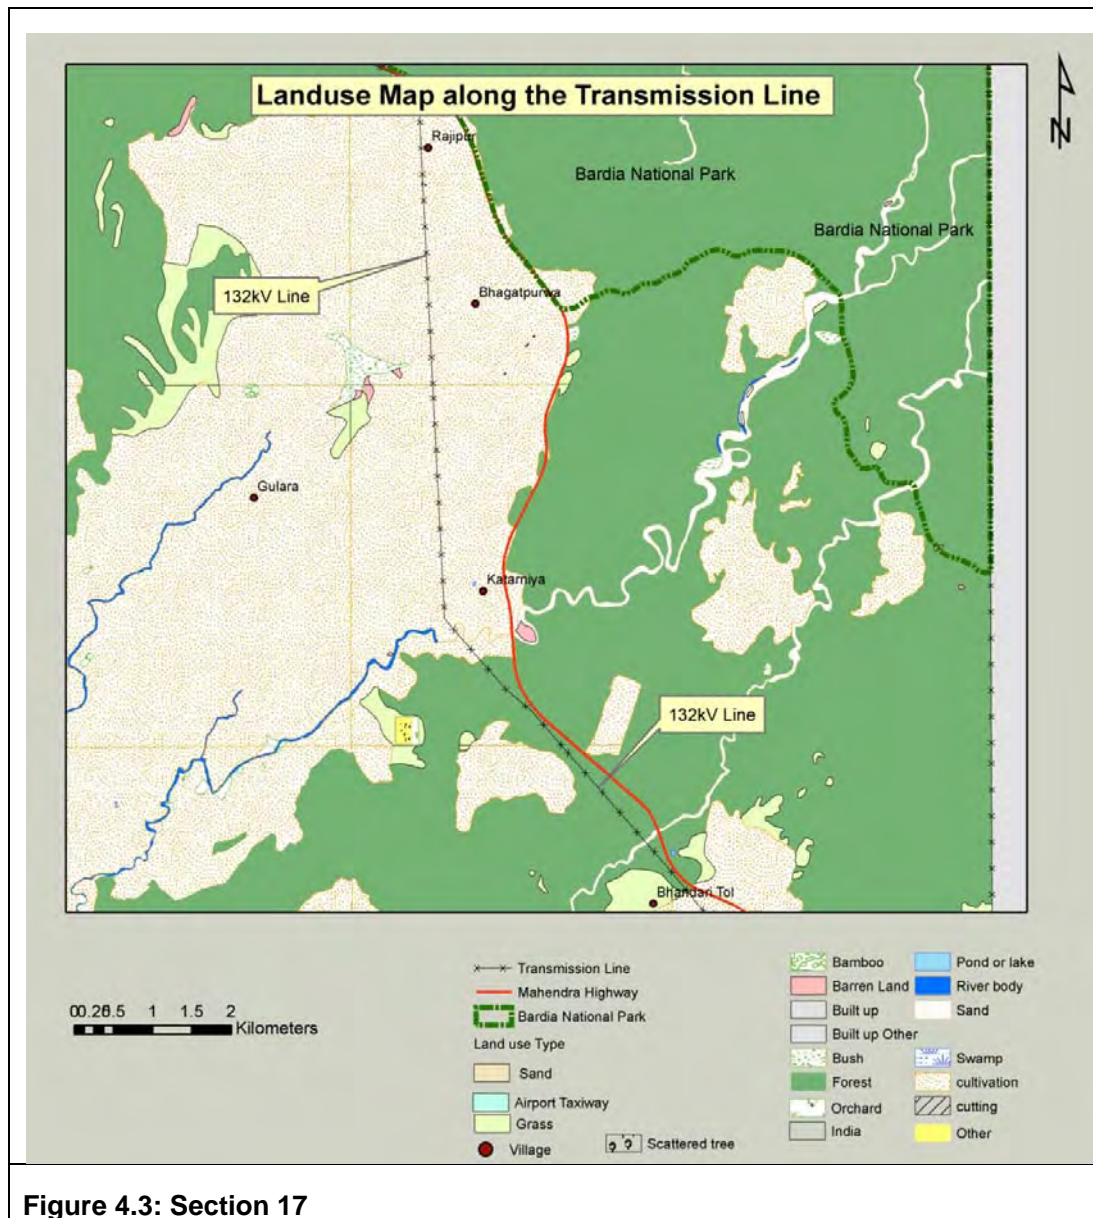 Landuse Map along the Transmission Line
N
Rajipur
Bardia National Park
Bardia National Park
132kV Line
Bhagatpurwa
Gulara
Katarniya
132kV Line
Bhandari Tol
00.250.5 1 1.5 2
Kilometers
Transmission Line
Mahendra Highway
Bardia National Park
Land use Type
Sand
Airport Taxiway
Grass
Village
Scattered tree
Bamboo
Barren Land
Built up
Built up Other
Bush
Forest
Orchard
India
Pond or lake
River body
Sand
Swamp
cultivation
cutting
Other
Figure 4.3: Section 17